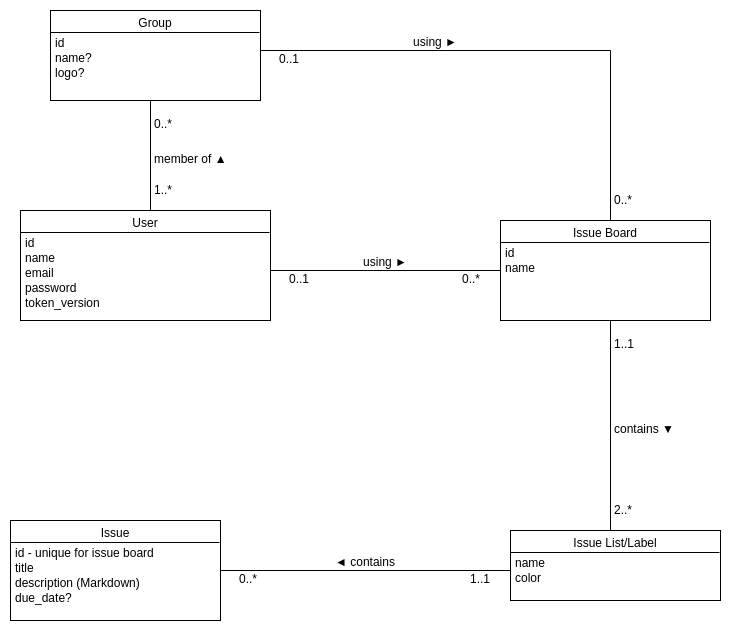 Group
id
name?
logo?
using ►
0..1
0..*
member of ▲
1..*
0..*
User
id
name
email
password
token_version
using ►
0..1
0..*
Issue Board
id
name
1..1
contains ▼
2..*
Issue
id - unique for issue board
title
description (Markdown)
due_date?
◄ contains
0..*
1..1
Issue List/Label
name
color